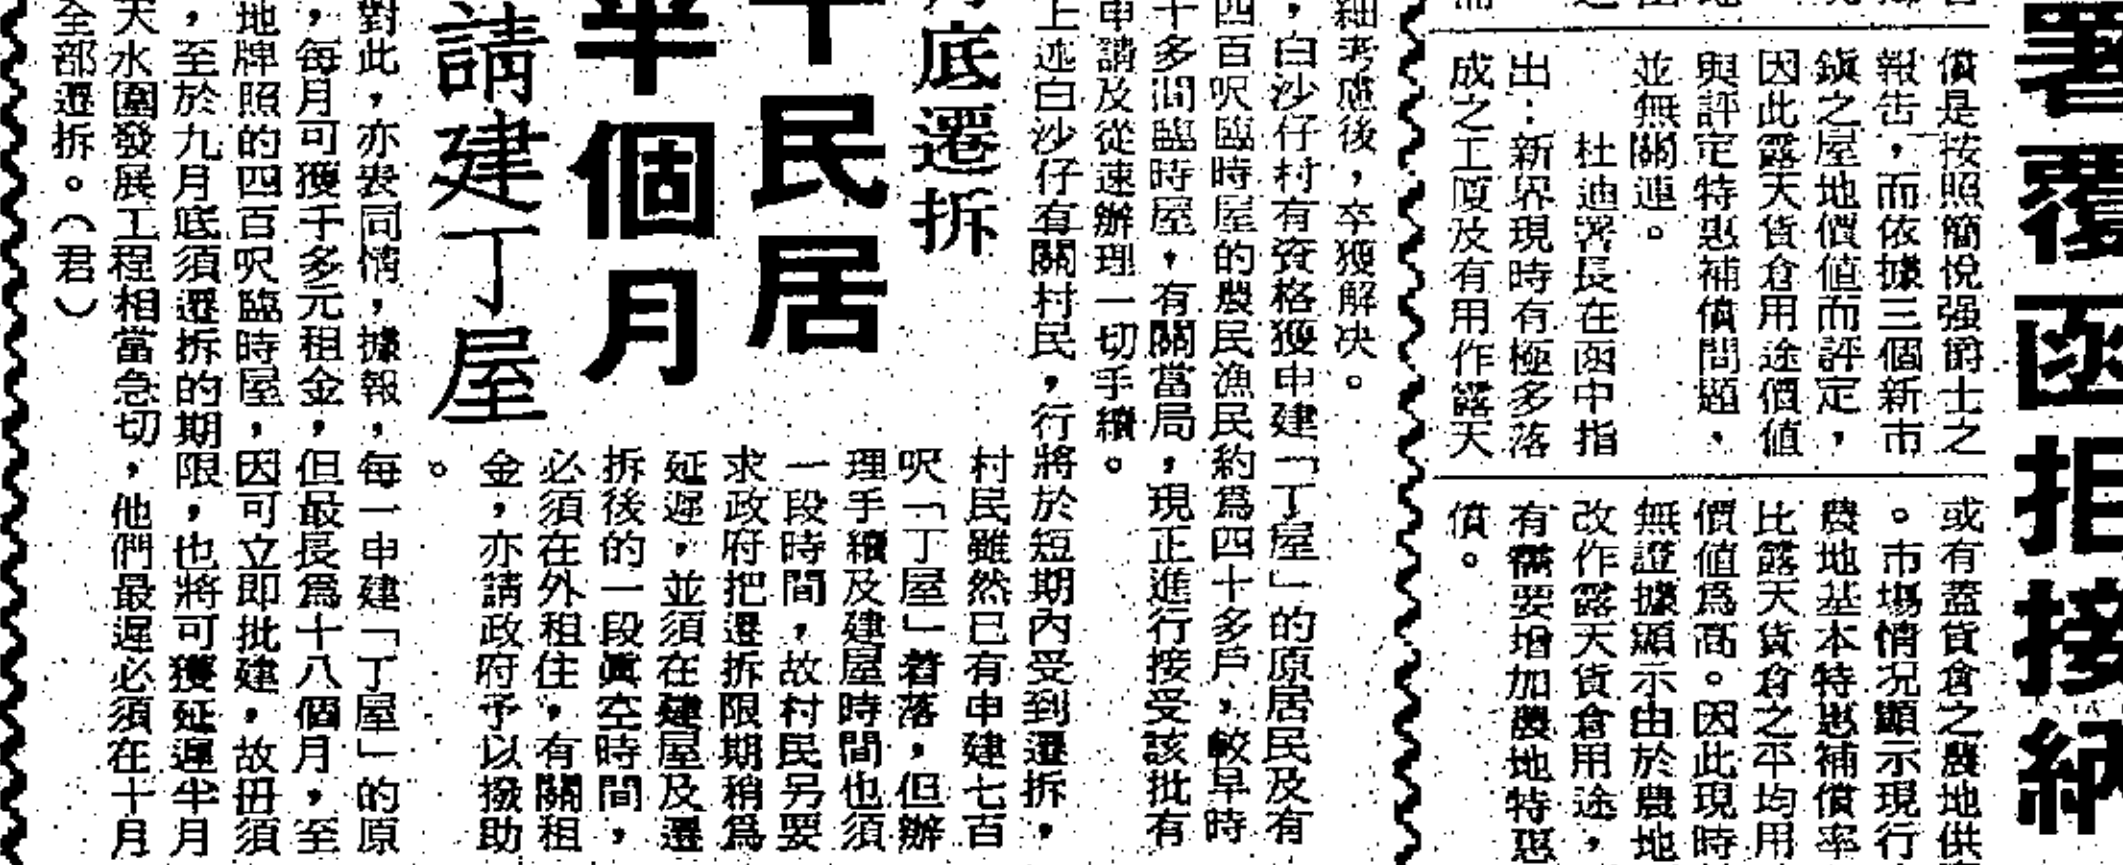 署覆函拒接納
償是按照簡悅强爵士之
報告，而依據三個新市
鎮之屋地價值而評定，
因此露天貨倉用途價值
與評定特惠補償問題，
並無關連。
杜迪署長在函中指
出：新界現時有極多落
成之工厦及有用作露天
或有蓋貨倉之農地供
。市塲情况顯示現行
農地基本特惠補償率
比露天貨倉之平均用
價值爲高。因此現時
無證據顯示由於農地
改作露天貨倉用途，
有需要增加農地特惠
償。
細考慮後，卒獲解决。
，白沙仔村有資格獲申建「丁屋」的原居民及有
四百呎臨時屋的農民漁民約爲四十多戶，較早時
十多間臨時屋，有關當局，現正進行接受該批有
申請及從速辦理一切手續。
上述白沙仔有關村民，行將於短期內受到遷拆，
底遷拆
民居
半個月
請建丁屋
村民雖然已有申建七百
呎「丁屋」着落，但辦
理手續及建屋時間也須
一段時間，故村民另要
求政府把遷拆限期稍爲
延遲，並須在建屋及遷
拆後的一段眞空時間，
必須在外租住，有關租
金，亦請政府予以撥助
。
對此，亦表同情，據報，每一申建「丁屋」的原
，每月可獲千多元租金，但最長爲十八個月，至
地牌照的四百呎臨時屋，因可立即批建，故毋須
，至於九月底須遷拆的期限，也將可獲延遲半月
天水圍發展工程相當急切，他們最遲必須在十月
全部遷拆。（君）